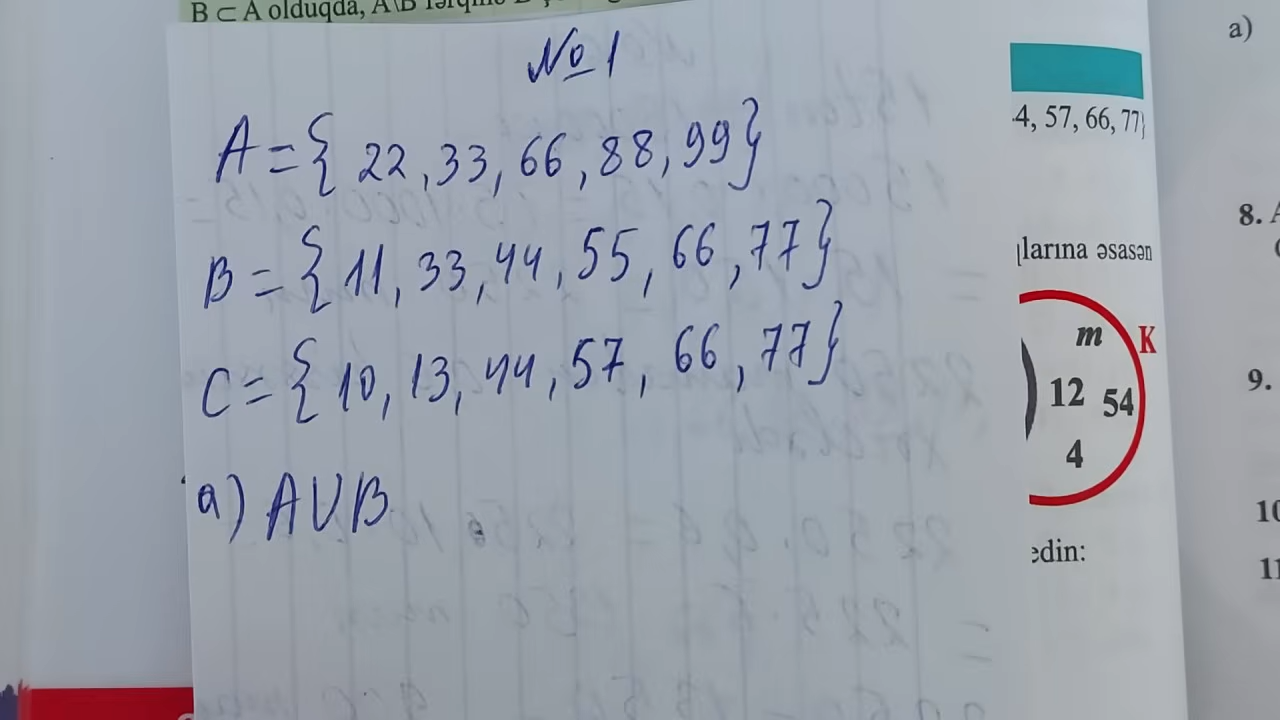 B ⊂ A olduqda, A\B
№1
A = { 22, 33, 66, 88, 99}
B = { 11, 33, 44, 55, 66, 77}
C = { 10, 13, 44, 57, 66, 77}
a) A∪B
4, 57, 66, 77}
larına əsasən
m K
12 54
4
edin:
a)
8.
9.
10
11